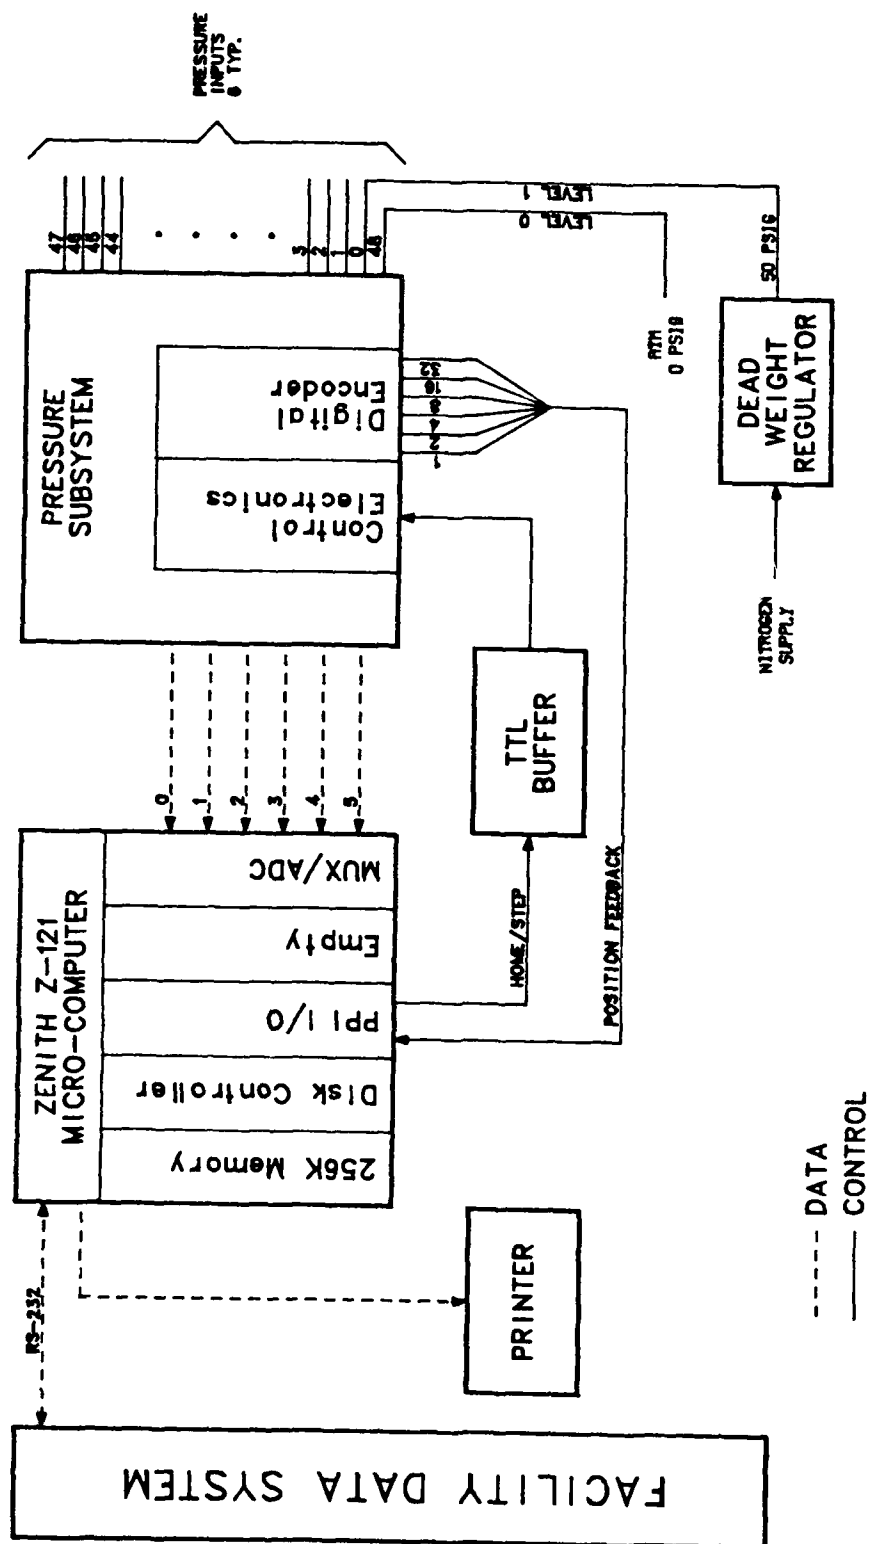 FACILITY DATA SYSTEM
RS-232
PRINTER
ZENITH Z-121
MICRO-COMPUTER
256K Memory
Disk Controller
PPI I/O
Empty
MUX/ADC
0
1
2
3
4
5
HOME/STEP
TTL
BUFFER
POSITION FEEDBACK
PRESSURE
SUBSYSTEM
Control
Electronics
Digital
Encoder
1
2
4
8
16
32
47
46
45
44
3
2
1
0
48
PRESSURE
INPUTS
6 TYP.
LEVEL 0
LEVEL 1
ATM
0 PSIG
50 PSIG
DEAD
WEIGHT
REGULATOR
NITROGEN
SUPPLY
DATA
CONTROL